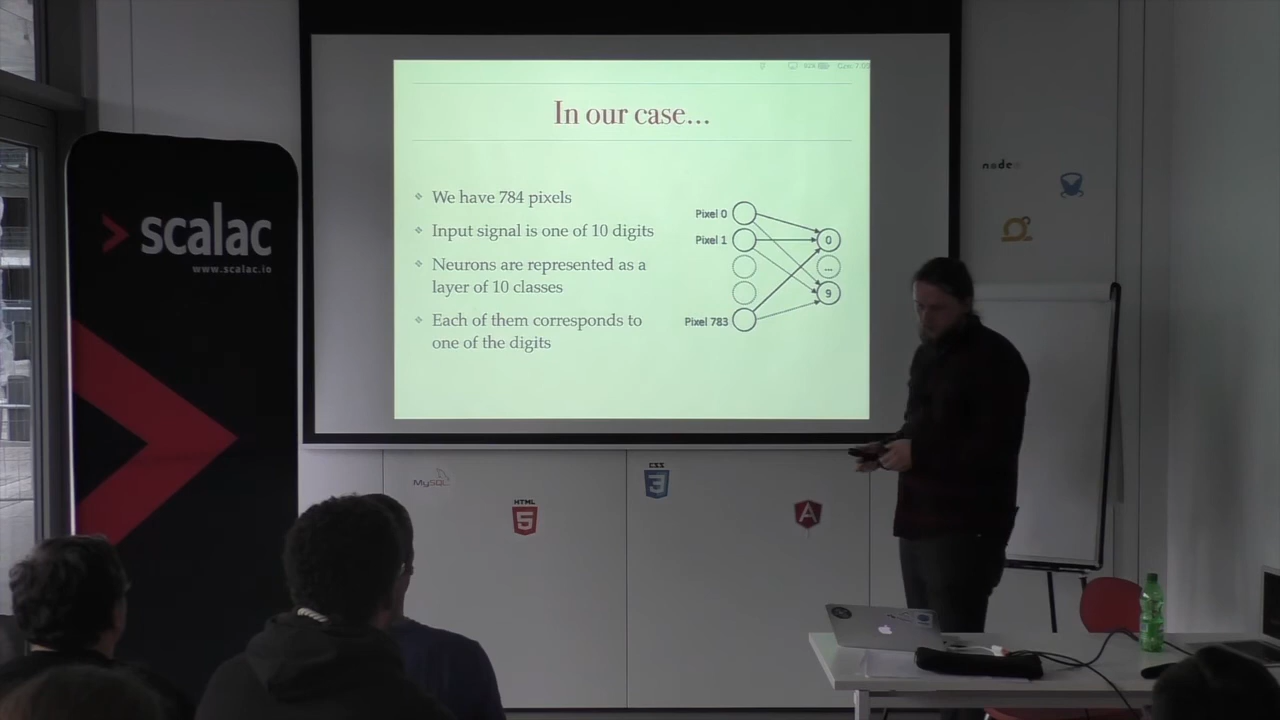 In our case...
We have 784 pixels
Input signal is one of 10 digits
Neurons are represented as a
layer of 10 classes
Each of them corresponds to
one of the digits
Pixel 0
Pixel 1
Pixel 783
0
...
9
scalac
www.scalac.io
node
MySQL
HTML
5
CSS
3
A